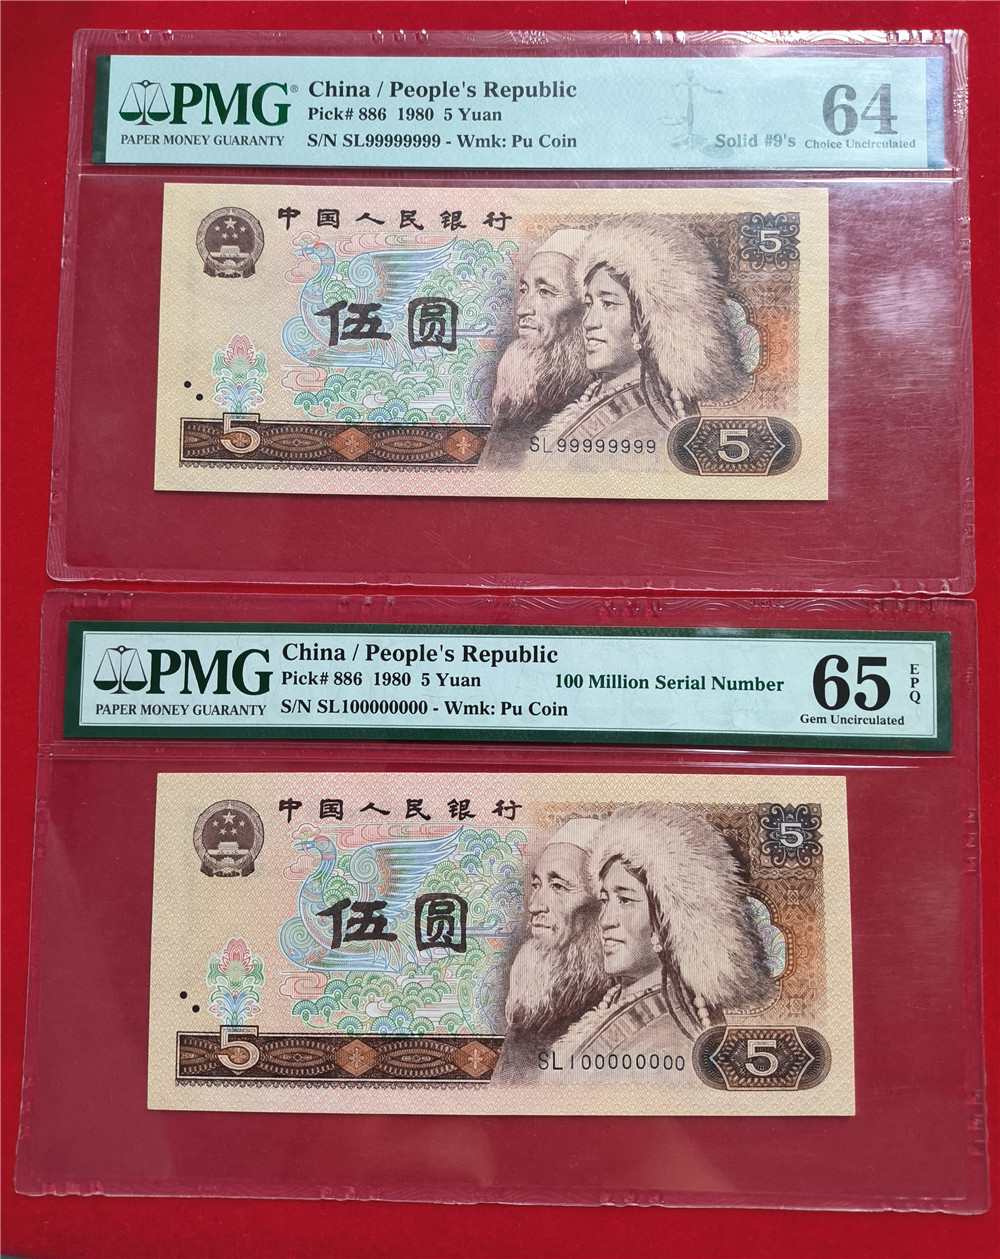 PMG®
PAPER MONEY GUARANTY
China / People's Republic
Pick# 886 1980 5 Yuan
S/N SL99999999 - Wmk: Pu Coin
Solid #9's
64
Choice Uncirculated
中国人民银行
5
伍圆
5
SL99999999
5
PMG
PAPER MONEY GUARANTY
China / People's Republic
Pick# 886 1980 5 Yuan
100 Million Serial Number
S/N SL100000000 - Wmk: Pu Coin
65
EPQ
Gem Uncirculated
中国人民银行
5
伍圆
5
SL100000000
5